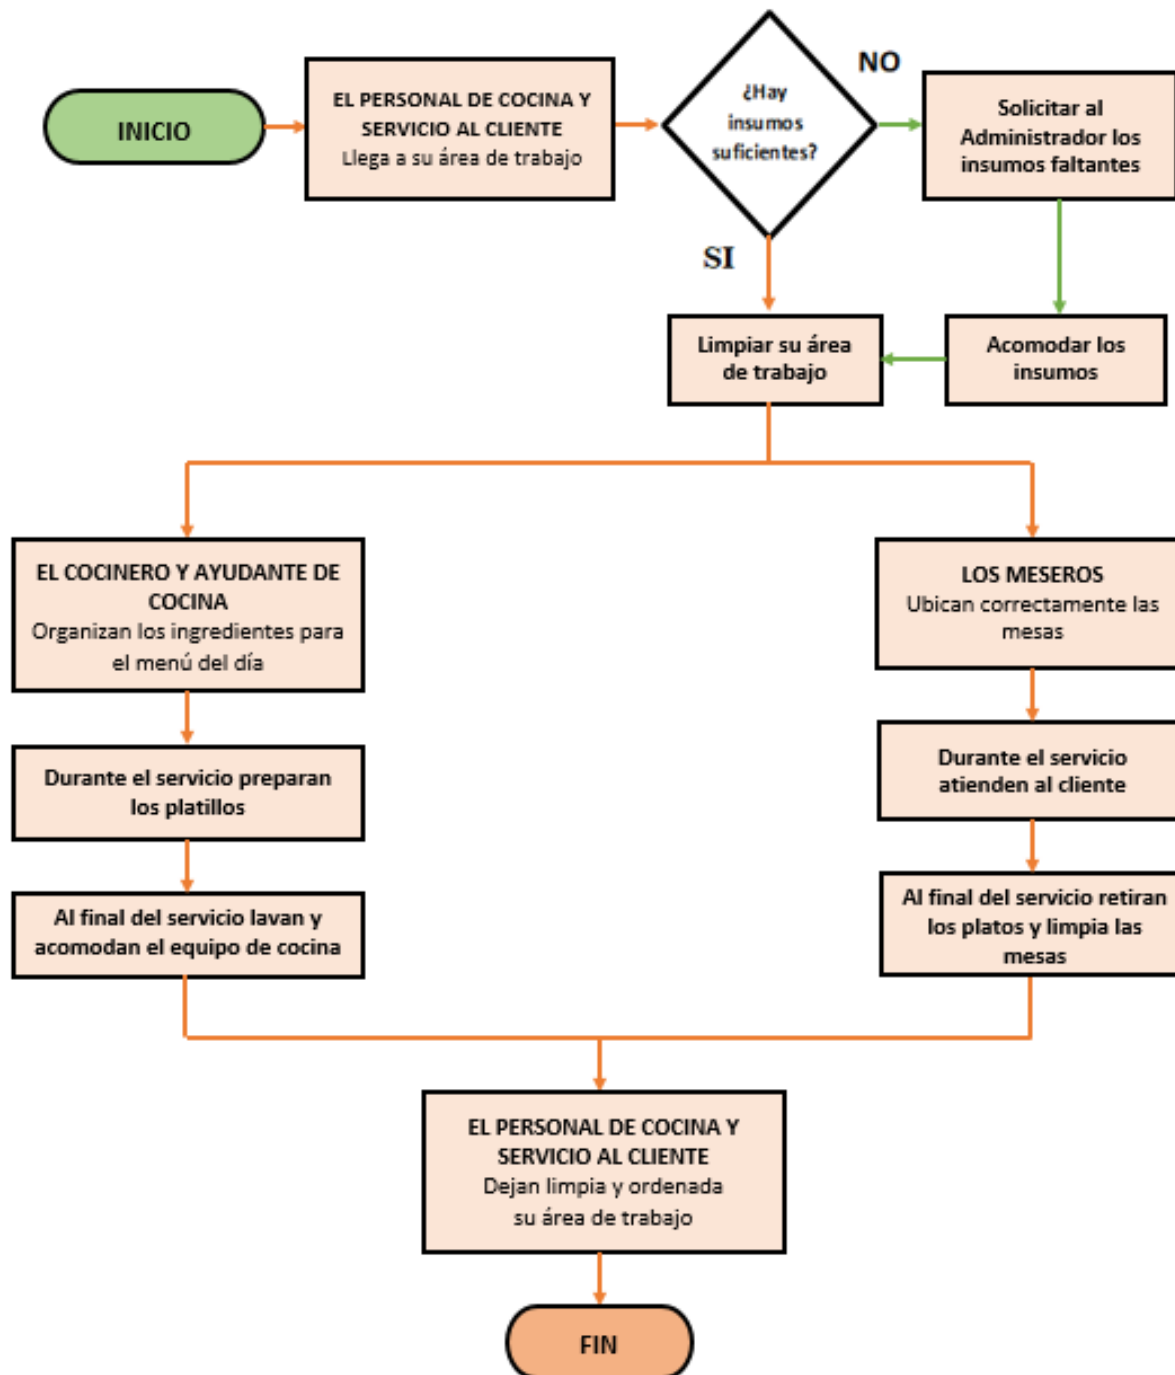 INICIO
EL PERSONAL DE COCINA Y
SERVICIO AL CLIENTE
Llega a su área de trabajo
¿Hay
insumos
suficientes?
NO
Solicitar al
Administrador los
insumos faltantes
SI
Limpiar su área
de trabajo
Acomodar los
insumos
EL COCINERO Y AYUDANTE DE
COCINA
Organizan los ingredientes para
el menú del día
Durante el servicio preparan
los platillos
Al final del servicio lavan y
acomodan el equipo de cocina
LOS MESEROS
Ubican correctamente las
mesas
Durante el servicio
atienden al cliente
Al final del servicio retiran
los platos y limpia las
mesas
EL PERSONAL DE COCINA Y
SERVICIO AL CLIENTE
Dejan limpia y ordenada
su área de trabajo
FIN